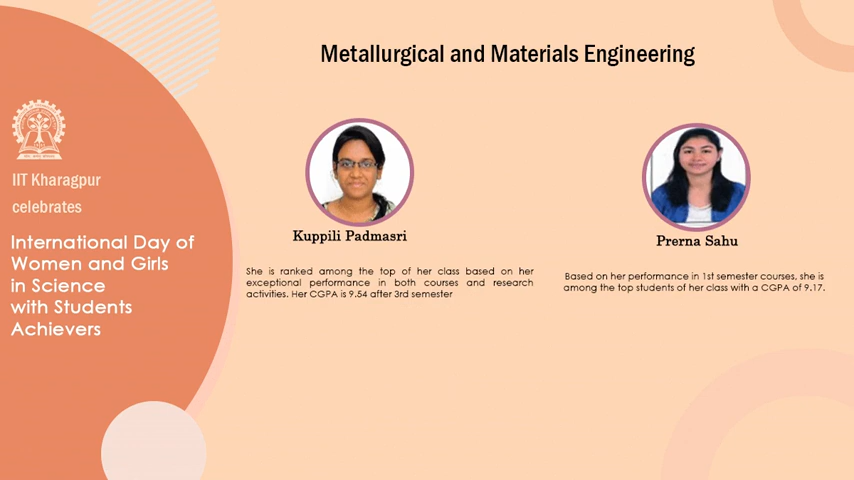 Metallurgical and Materials Engineering
IIT Kharagpur
celebrates
International Day of
Women and Girls
in Science
with Students
Achievers
Kuppili Padmasri
She is ranked among the top of her class based on her
exceptional performance in both courses and research
activities. Her CGPA is 9.54 after 3rd semester
Prerna Sahu
Based on her performance in 1st semester courses, she is
among the top students of her class with a CGPA of 9.17.